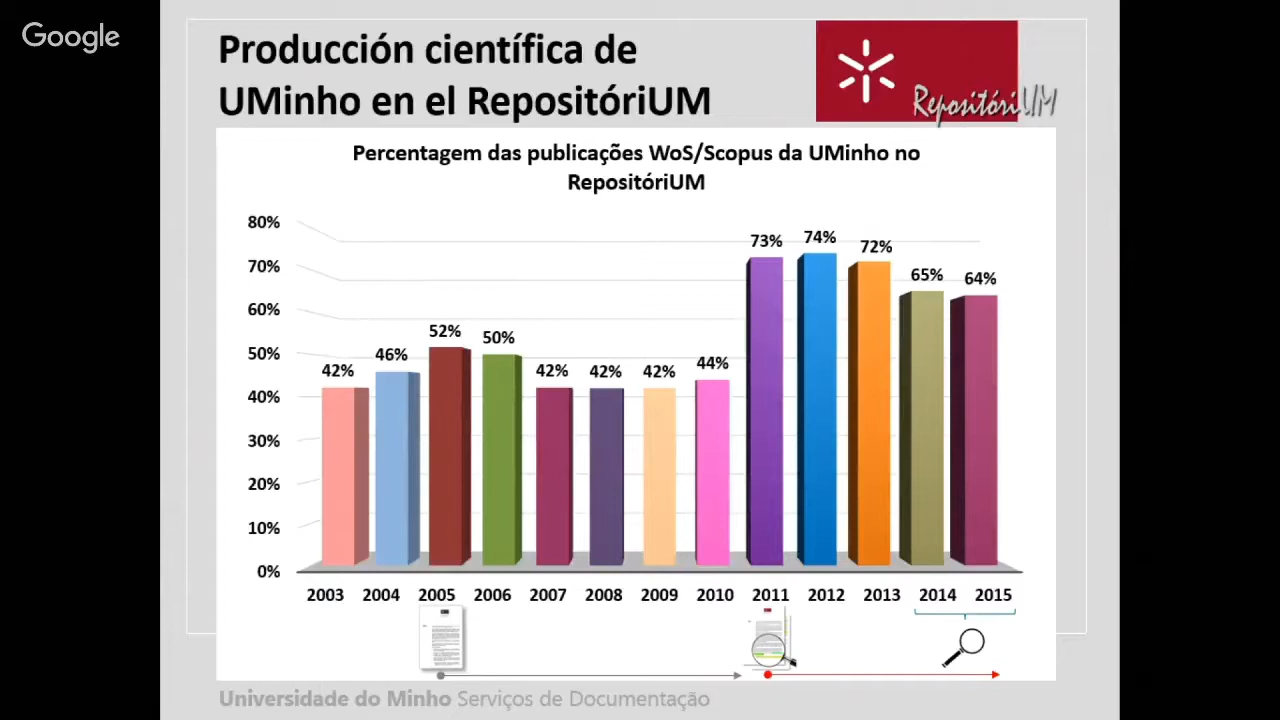 Google
Producción científica de
UMinho en el RepositóriUM
RepositóriUM
Percentagem das publicações WoS/Scopus da UMinho no
RepositóriUM
80%
70%
60%
50%
40%
30%
20%
10%
0%
42%
46%
52%
50%
42%
42%
42%
44%
73%
74%
72%
65%
64%
2003 2004 2005 2006 2007 2008 2009 2010 2011 2012 2013 2014 2015
Universidade do Minho Serviços de Documentação